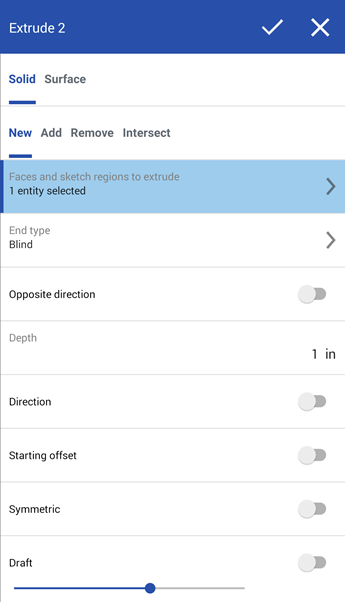 Extrude 2
Solid Surface
New Add Remove Intersect
Faces and sketch regions to extrude
1 entity selected
End type
Blind
Opposite direction
Depth
1 in
Direction
Starting offset
Symmetric
Draft